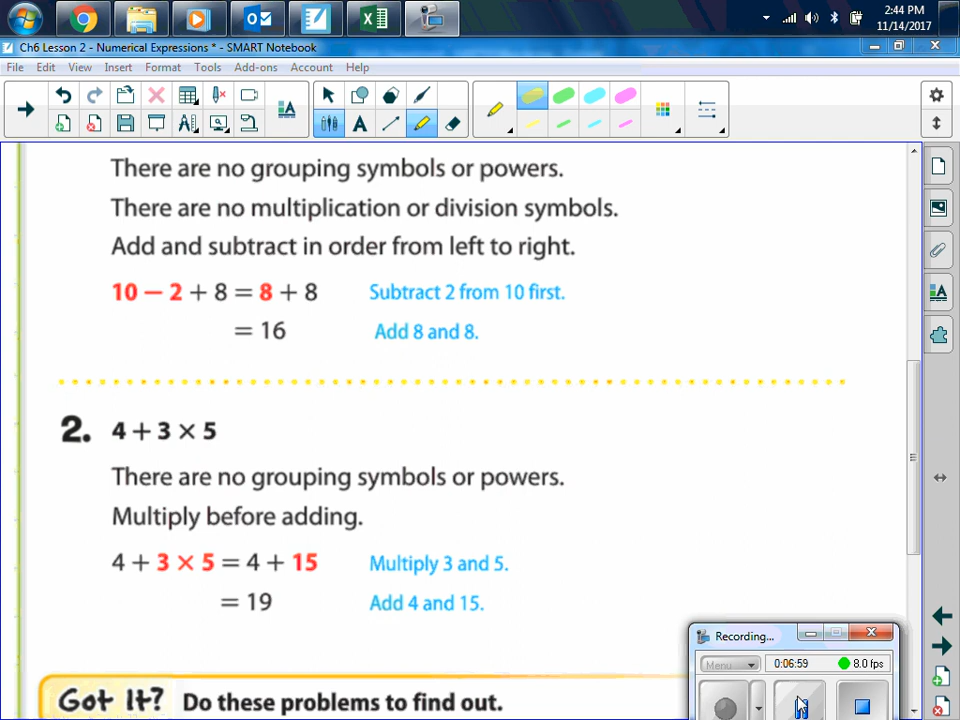 2:44 PM
11/14/2017
Ch6 Lesson 2 - Numerical Expressions * - SMART Notebook
File Edit View Insert Format Tools Add-ons Account Help
There are no grouping symbols or powers.
There are no multiplication or division symbols.
Add and subtract in order from left to right.
10 − 2 + 8 = 8 + 8 Subtract 2 from 10 first.
= 16 Add 8 and 8.
2. 4 + 3 × 5
There are no grouping symbols or powers.
Multiply before adding.
4 + 3 × 5 = 4 + 15 Multiply 3 and 5.
= 19 Add 4 and 15.
Recording...
Menu 0:06:59 8.0 fps
Got It? Do these problems to find out.